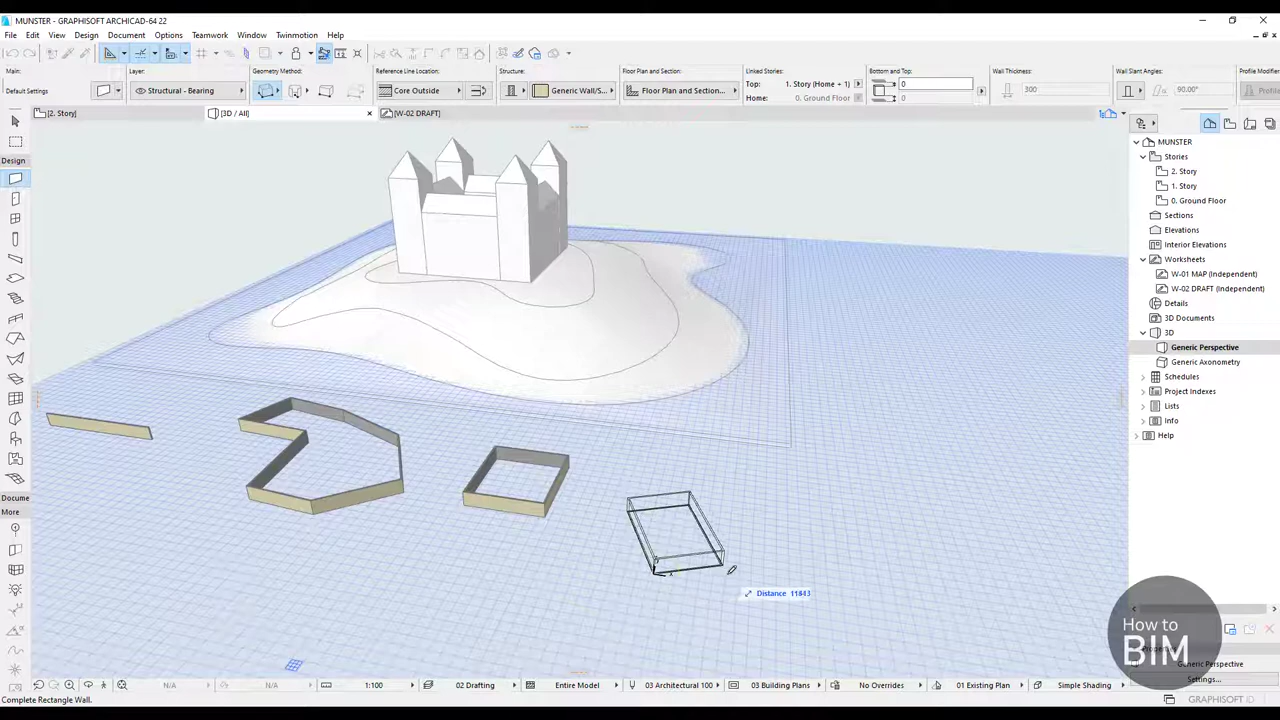 MUNSTER - GRAPHISOFT ARCHICAD-64 22
File Edit View Design Document Options Teamwork Window Twinmotion Help
Main:
Layer:
Geometry Method:
Reference Line Location:
Structure:
Floor Plan and Section:
Linked Stories:
Bottom and Top:
Wall Thickness:
Wall Slant Angles:
Profile Modifier
Default Settings
Structural - Bearing
Core Outside
Generic Wall/S...
Floor Plan and Section...
Top: 1. Story (Home + 1)
Home: 0. Ground Floor
0
0
300
90.00°
Profile
[2. Story]
[3D / All]
[W-02 DRAFT]
Design
Docume
More
MUNSTER
Stories
2. Story
1. Story
0. Ground Floor
Sections
Elevations
Interior Elevations
Worksheets
W-01 MAP (Independent)
W-02 DRAFT (Independent)
Details
3D Documents
3D
Generic Perspective
Generic Axonometry
Schedules
Project Indexes
Lists
Info
Help
Distance 11843
How to
BIM
Generic Perspective
Settings...
N/A
N/A
1:100
02 Drafting
Entire Model
03 Architectural 100
03 Building Plans
No Overrides
01 Existing Plan
Simple Shading
Complete Rectangle Wall.
GRAPHISOFT ID